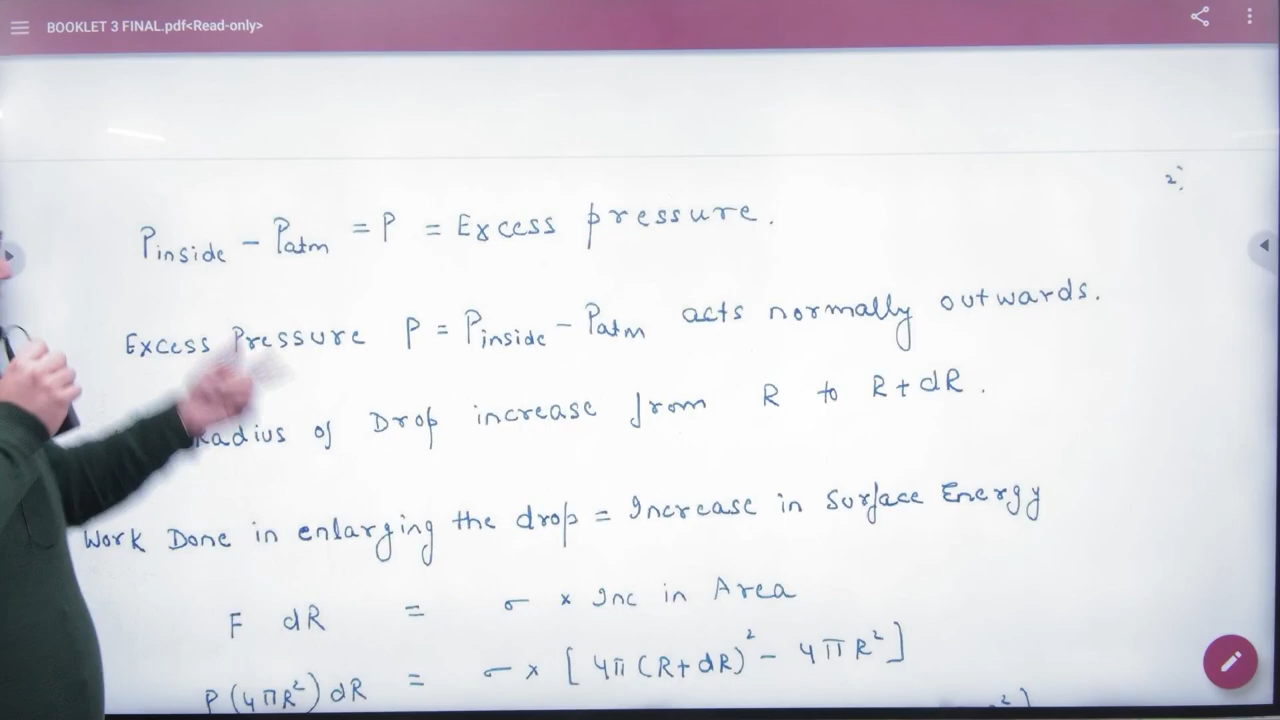 BOOKLET 3 FINAL.pdf<Read-only>
2
Pinside - Patm = P = Excess pressure.
Excess Pressure P = Pinside - Patm acts normally outwards.
Radius of Drop increase from R to R + dR.
Work Done in enlarging the drop = Increase in Surface Energy
F dR = σ × Inc in Area
P(4πR²) dR = σ × [4π(R+dR)² - 4πR²]